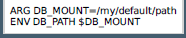 ARG DB_MOUNT=/my/default/path
ENV DB_PATH $DB_MOUNT